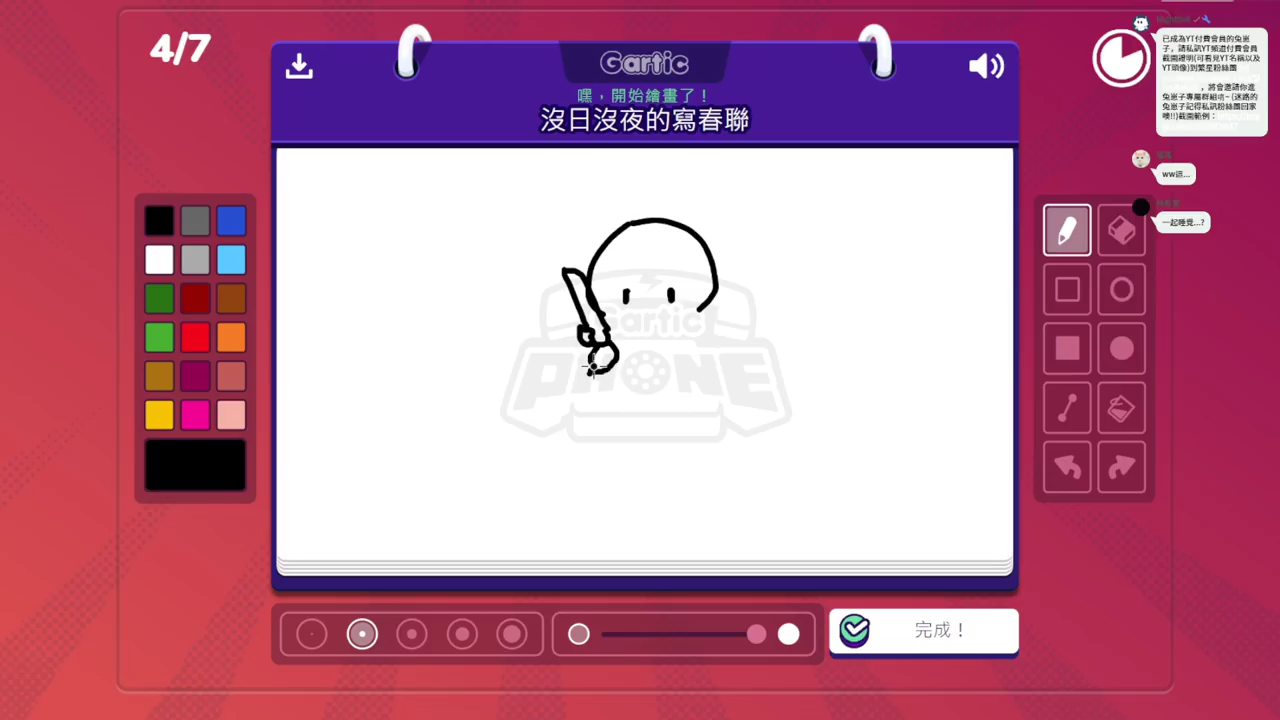 4/7
Gartic
嘿，開始繪畫了！
沒日沒夜的寫春聯
Gartic
PHONE
完成！
已成為YT付費會員的兔崽
子，請私訊YT頻道付費會員
截圖證明(可看見YT名稱以及
YT頭像)到繁星粉絲團
，將會邀請你進
兔崽子專屬群組唷~ (迷路的
兔崽子記得私訊粉絲團回家
噢!!)截圖範例：
ww這...
一起睡覺...?